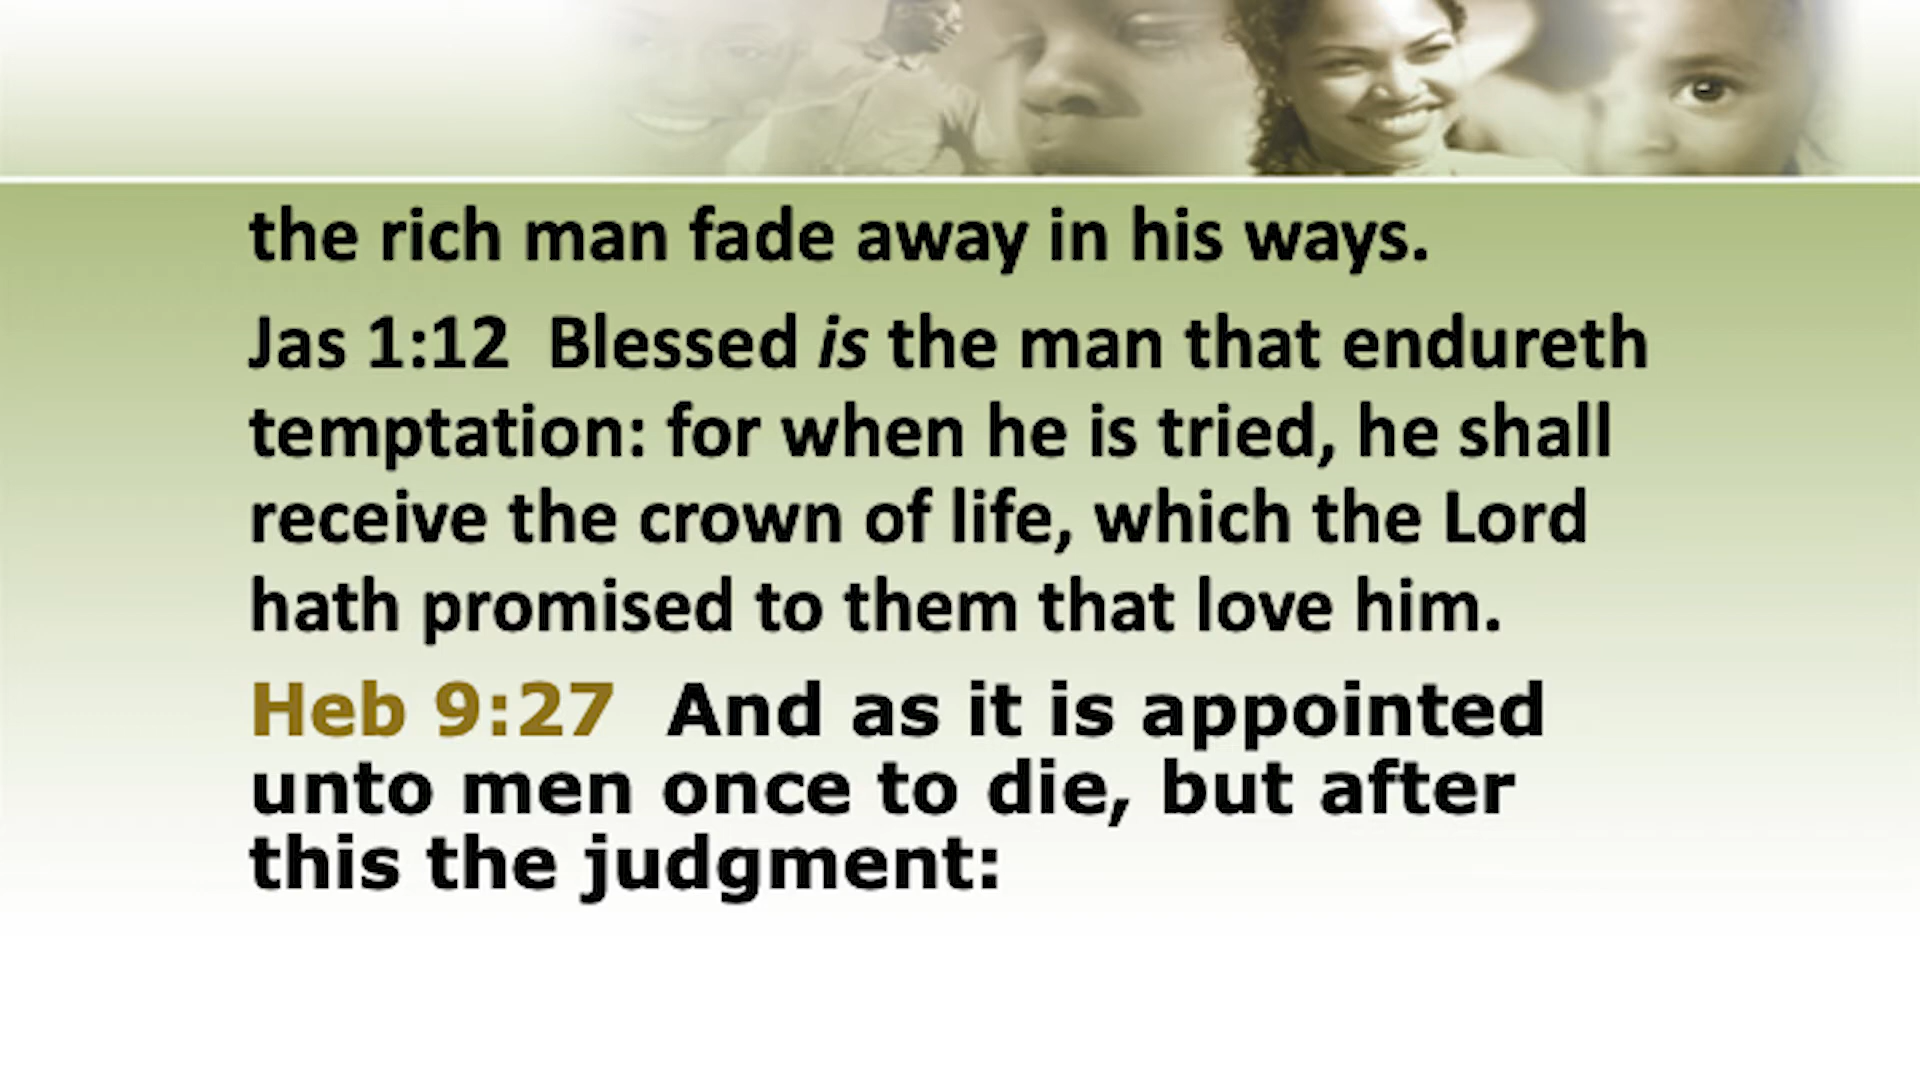 the rich man fade away in his ways.
Jas 1:12  Blessed is the man that endureth
temptation: for when he is tried, he shall
receive the crown of life, which the Lord
hath promised to them that love him.
Heb 9:27  And as it is appointed
unto men once to die, but after
this the judgment: